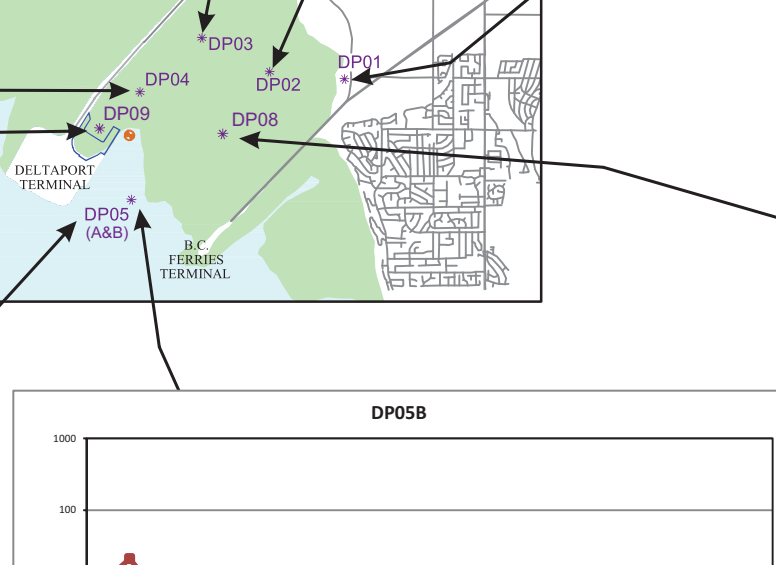 DP03
DP01
DP04
DP02
DP09
DP08
DELTAPORT
TERMINAL
DP05
(A&B)
B.C.
FERRIES
TERMINAL
DP05B
1000
100